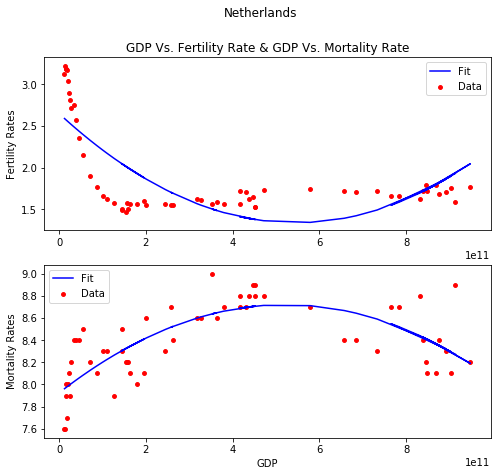 Netherlands
GDP Vs. Fertility Rate & GDP Vs. Mortality Rate
Fertility Rates
3.0
2.5
2.0
1.5
Fit
Data
0
2
4
6
8
1e11
Mortality Rates
9.0
8.8
8.6
8.4
8.2
8.0
7.8
7.6
Fit
Data
0
2
4
6
8
1e11
GDP